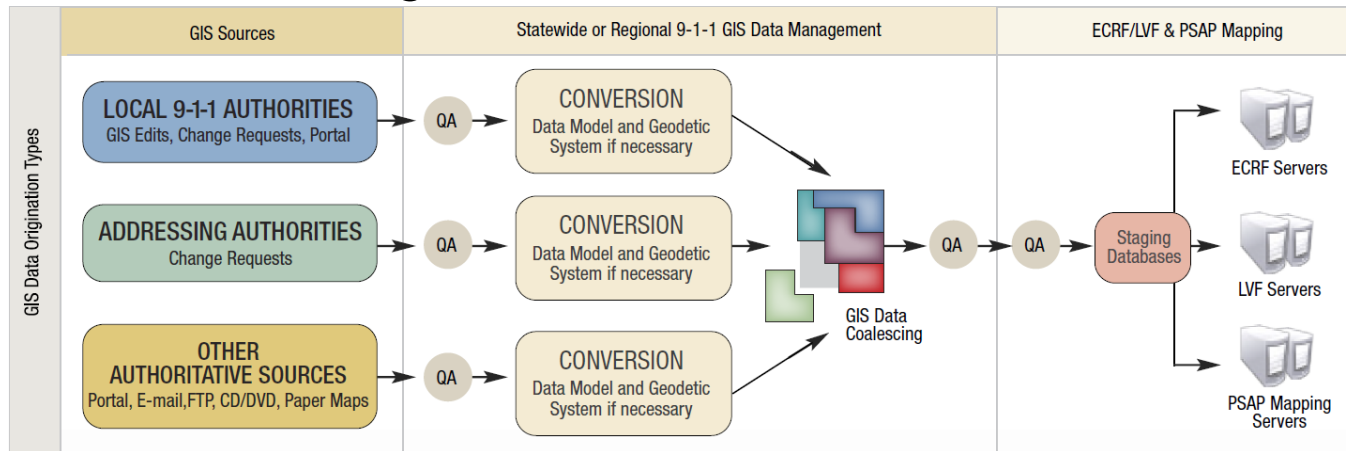 GIS Sources
Statewide or Regional 9-1-1 GIS Data Management
ECRF/LVF & PSAP Mapping
GIS Data Origination Types
LOCAL 9-1-1 AUTHORITIES
GIS Edits, Change Requests, Portal
QA
CONVERSION
Data Model and Geodetic
System if necessary
ECRF Servers
ADDRESSING AUTHORITIES
Change Requests
QA
CONVERSION
Data Model and Geodetic
System if necessary
GIS Data
Coalescing
QA
QA
Staging
Databases
LVF Servers
OTHER
AUTHORITATIVE SOURCES
Portal, E-mail,FTP, CD/DVD, Paper Maps
QA
CONVERSION
Data Model and Geodetic
System if necessary
PSAP Mapping
Servers